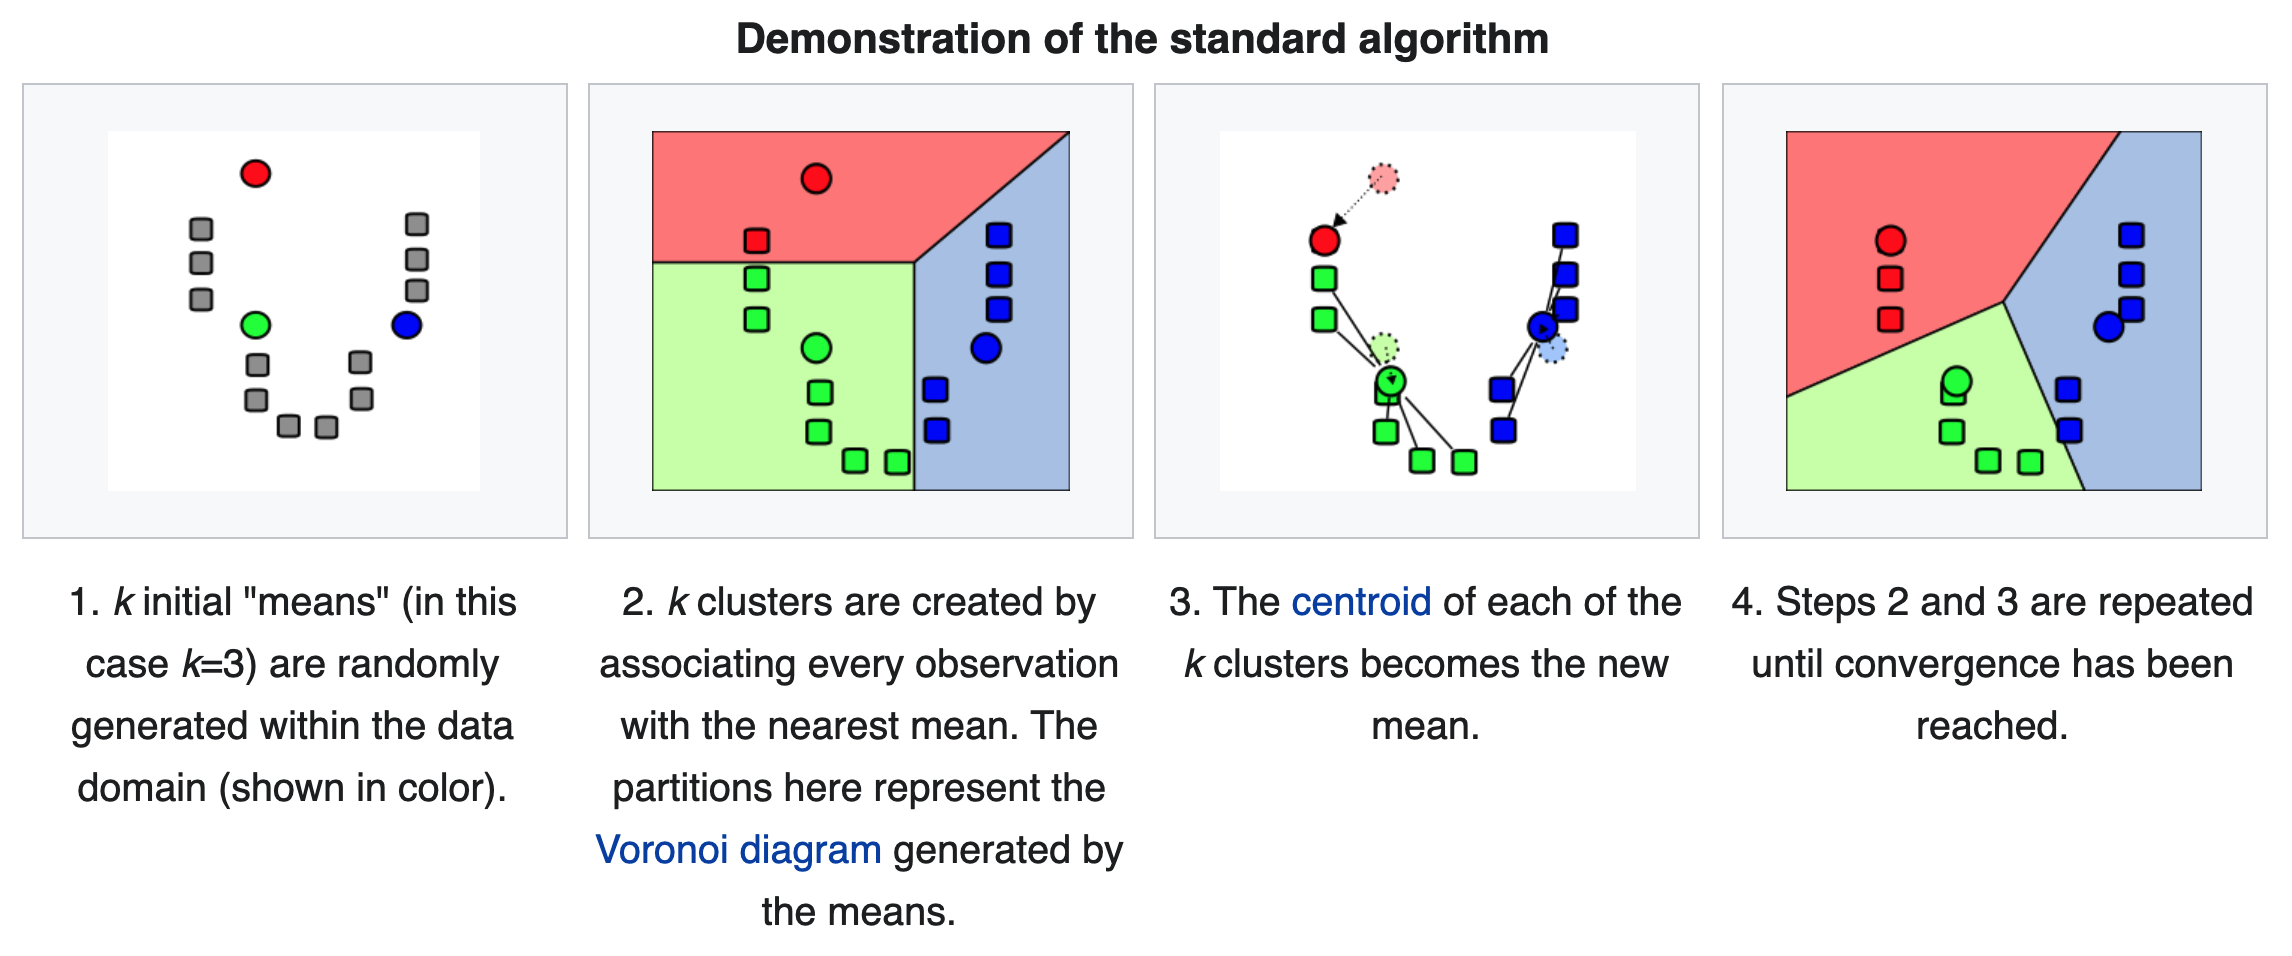 Demonstration of the standard algorithm
1. k initial "means" (in this
case k=3) are randomly
generated within the data
domain (shown in color).
2. k clusters are created by
associating every observation
with the nearest mean. The
partitions here represent the
Voronoi diagram generated by
the means.
3. The centroid of each of the
k clusters becomes the new
mean.
4. Steps 2 and 3 are repeated
until convergence has been
reached.